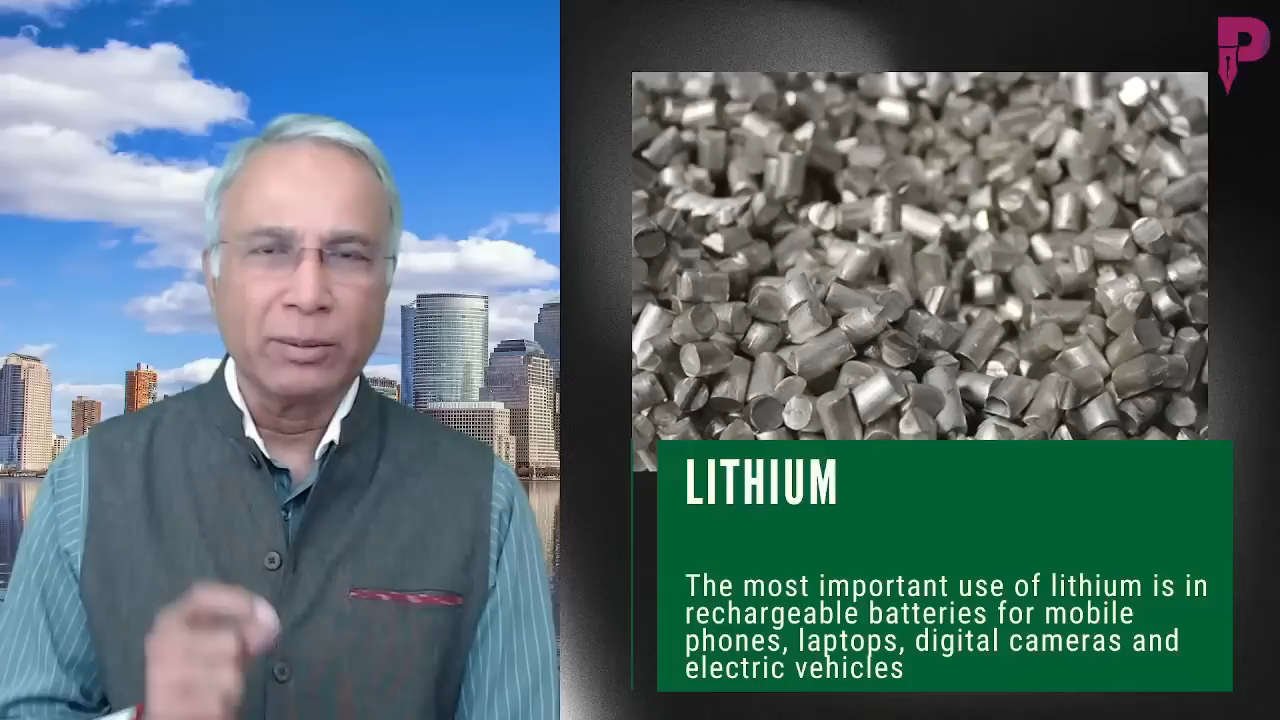 LITHIUM
The most important use of lithium is in
rechargeable batteries for mobile
phones, laptops, digital cameras and
electric vehicles